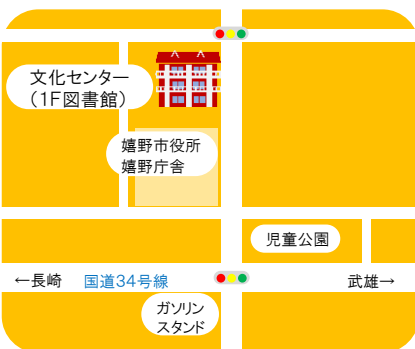 文化センター
（1F図書館）
嬉野市役所
嬉野庁舎
児童公園
←長崎 国道34号線 武雄→
ガソリン
スタンド